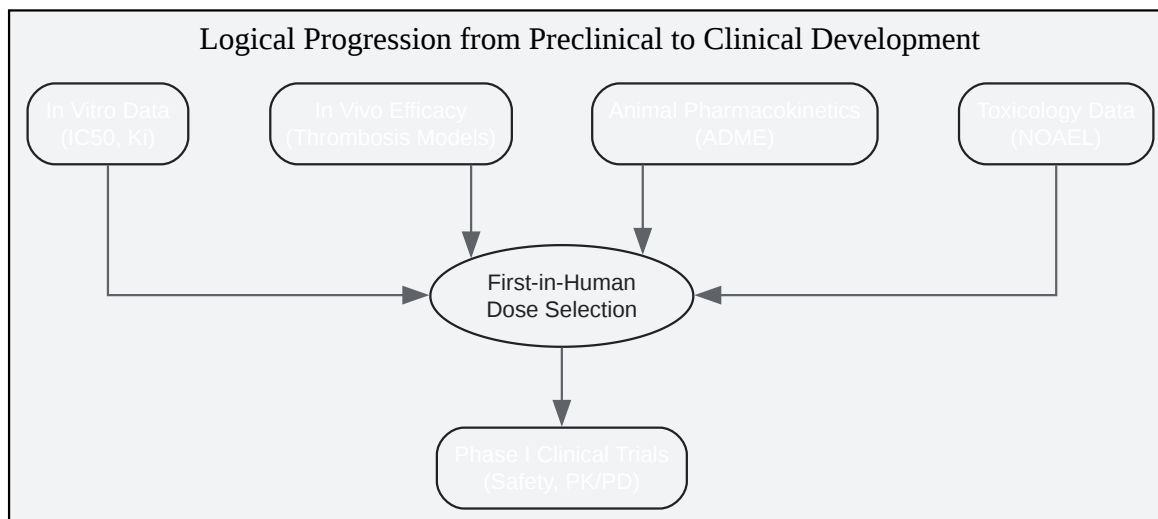 Logical Progression from Preclinical to Clinical Development
In Vitro Data
(IC50, Ki)
In Vivo Efficacy
(Thrombosis Models)
Animal Pharmacokinetics
(ADME)
Toxicology Data
(NOAEL)
First-in-Human
Dose Selection
Phase I Clinical Trials
(Safety, PK/PD)